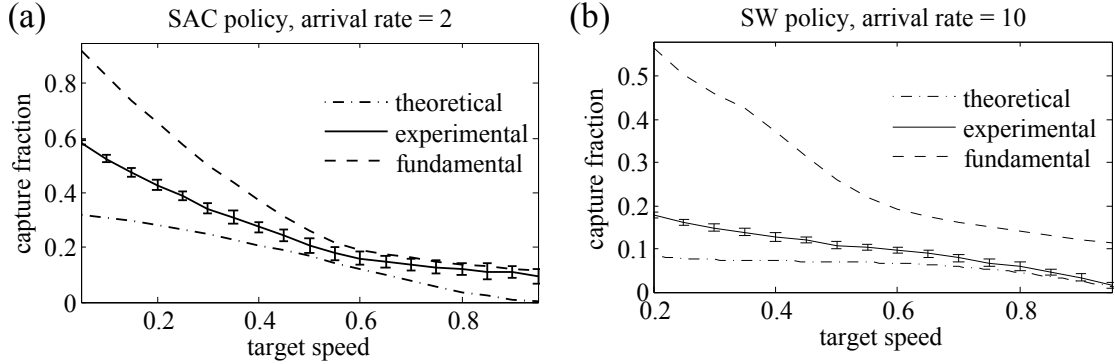 (a)
SAC policy, arrival rate = 2
capture fraction
0.8
0.6
0.4
0.2
0
theoretical
experimental
fundamental
0.2 0.4 0.6 0.8
target speed
(b)
SW policy, arrival rate = 10
capture fraction
0.5
0.4
0.3
0.2
0.1
0
theoretical
experimental
fundamental
0.2 0.4 0.6 0.8
target speed